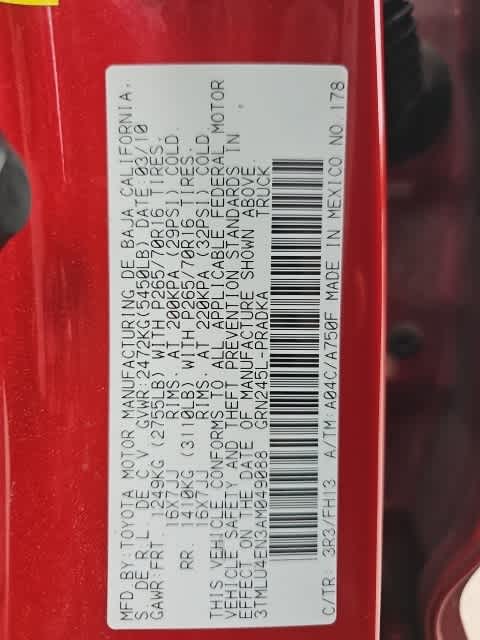 MFD.BY:TOYOTA MOTOR MANUFACTURING DE BAJA CALIFORNIA,
S DE R.L. DE C V GVWR:2472KG(5450LB) DATE:03/10
GAWR:FRT. 1249KG (2755LB) WITH P265/70R16 TIRES.
16X7JJ RIMS. AT 200KPA (29PSI) COLD.
RR. 1410KG (3110LB) WITH P265/70R16 TIRES.
16X7JJ RIMS. AT 220KPA (32PSI) COLD.
THIS VEHICLE CONFORMS TO ALL APPLICABLE FEDERAL MOTOR
VEHICLE SAFETY AND THEFT PREVENTION STANDARDS IN
EFFECT ON THE DATE OF MANUFACTURE SHOWN ABOVE.
3TMLU4EN3AM049088 GRN245L-PRADKA TRUCK
C/TR: 3R3/FH13 A/TM:A04C/A750F MADE IN MEXICO NO.178